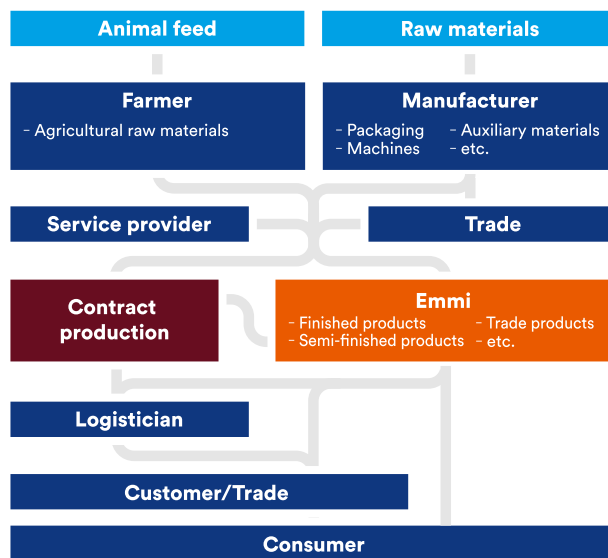 Animal feed
Raw materials
Farmer
- Agricultural raw materials
Manufacturer
- Packaging
- Machines
- Auxiliary materials
- etc.
Service provider
Trade
Contract
production
Emmi
- Finished products
- Semi-finished products
- Trade products
- etc.
Logistician
Customer/Trade
Consumer